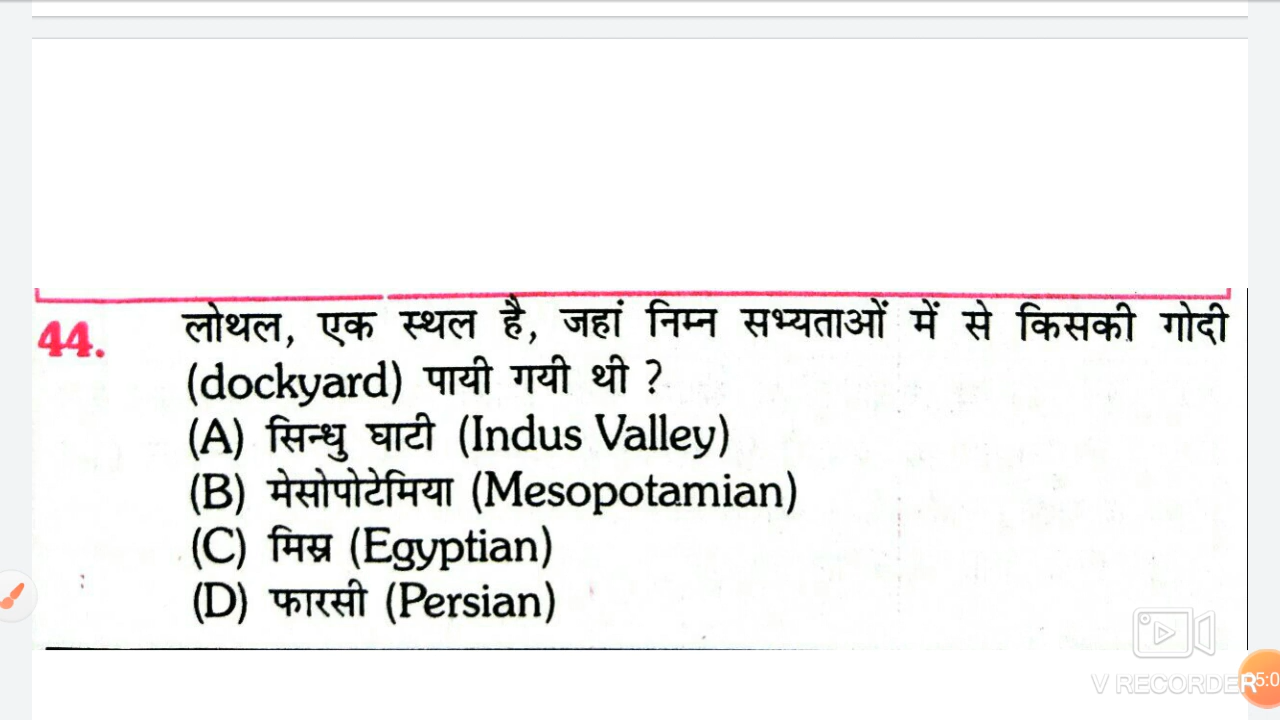 44. लोथल, एक स्थल है, जहां निम्न सभ्यताओं में से किसकी गोदी
(dockyard) पायी गयी थी ?
(A) सिन्धु घाटी (Indus Valley)
(B) मेसोपोटेमिया (Mesopotamian)
(C) मिस्र (Egyptian)
(D) फारसी (Persian)
V RECORDER